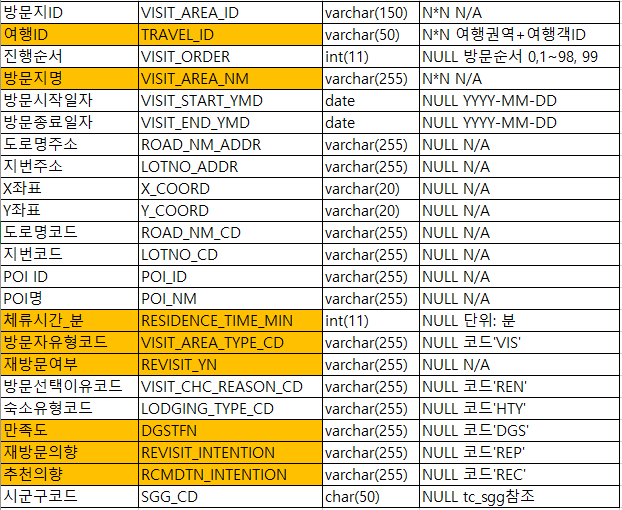 방문지ID VISIT_AREA_ID varchar(150) N*N N/A
여행ID TRAVEL_ID varchar(50) N*N 여행권역+여행객ID
진행순서 VISIT_ORDER int(11) NULL 방문순서 0,1~98, 99
방문지명 VISIT_AREA_NM varchar(255) N*N N/A
방문시작일자 VISIT_START_YMD date NULL YYYY-MM-DD
방문종료일자 VISIT_END_YMD date NULL YYYY-MM-DD
도로명주소 ROAD_NM_ADDR varchar(255) NULL N/A
지번주소 LOTNO_ADDR varchar(255) NULL N/A
X좌표 X_COORD varchar(20) NULL N/A
Y좌표 Y_COORD varchar(20) NULL N/A
도로명코드 ROAD_NM_CD varchar(255) NULL N/A
지번코드 LOTNO_CD varchar(255) NULL N/A
POI ID POI_ID varchar(255) NULL N/A
POI명 POI_NM varchar(255) NULL N/A
체류시간_분 RESIDENCE_TIME_MIN int(11) NULL 단위: 분
방문자유형코드 VISIT_AREA_TYPE_CD varchar(255) NULL 코드'VIS'
재방문여부 REVISIT_YN varchar(255) NULL N/A
방문선택이유코드 VISIT_CHC_REASON_CD varchar(255) NULL 코드'REN'
숙소유형코드 LODGING_TYPE_CD varchar(255) NULL 코드'HTY'
만족도 DGSTFN varchar(255) NULL 코드'DGS'
재방문의향 REVISIT_INTENTION varchar(255) NULL 코드'REP'
추천의향 RCMDTN_INTENTION varchar(255) NULL 코드'REC'
시군구코드 SGG_CD char(50) NULL tc_sgg참조